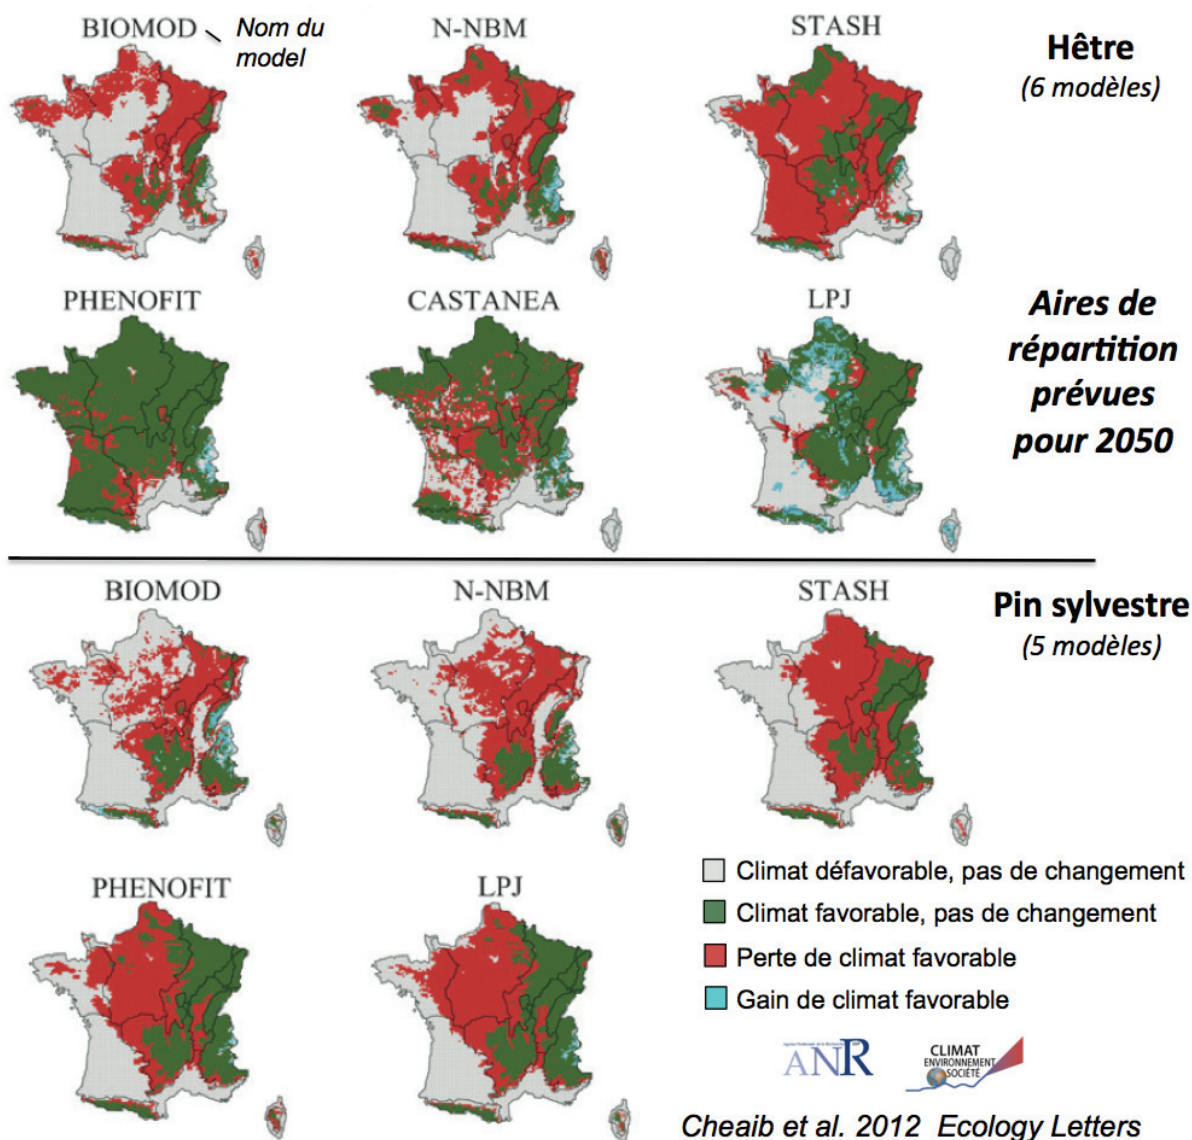 BIOMOD
Nom du
model
N-NBM
STASH
Hêtre
(6 modèles)
PHENOFIT
CASTANEA
LPJ
Aires de
répartition
prévues
pour 2050
BIOMOD
N-NBM
STASH
Pin sylvestre
(5 modèles)
PHENOFIT
LPJ
Climat défavorable, pas de changement
Climat favorable, pas de changement
Perte de climat favorable
Gain de climat favorable
ANR
CLIMAT
ENVIRONNEMENT
SOCIÉTÉ
Cheaib et al. 2012 Ecology Letters